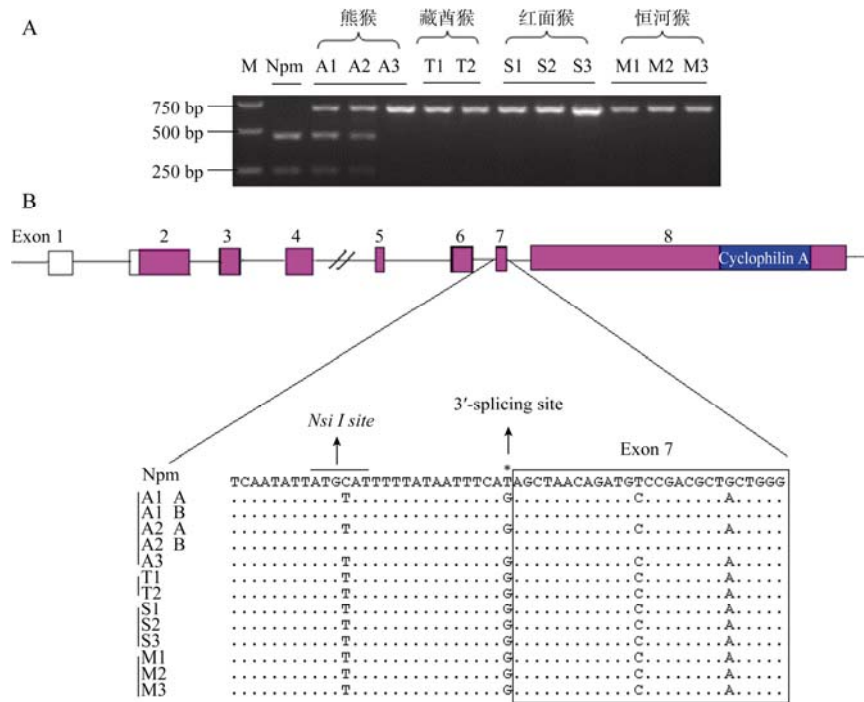 A
熊猴 藏酋猴 红面猴 恒河猴
M Npm A1 A2 A3 T1 T2 S1 S2 S3 M1 M2 M3
750 bp
500 bp
250 bp
B
Exon 1 2 3 4 5 6 7 8
Cyclophilin A
Nsi I site 3′-splicing site Exon 7
*
Npm TCAATATTATGCATTTTTATAATTTCATAGCTAACAGATGTCCGACGCTGCTGGG
A1 A ...........T...............G............C........A.....
A1 B .......................................................
A2 A ...........T...............G............C........A.....
A2 B .......................................................
A3 ...........T...............G............C........A.....
T1 ...........T...............G............C........A.....
T2 ...........T...............G............C........A.....
S1 ...........T...............G............C........A.....
S2 ...........T...............G............C........A.....
S3 ...........T...............G............C........A.....
M1 ...........T...............G............C........A.....
M2 ...........T...............G............C........A.....
M3 ...........T...............G............C........A.....